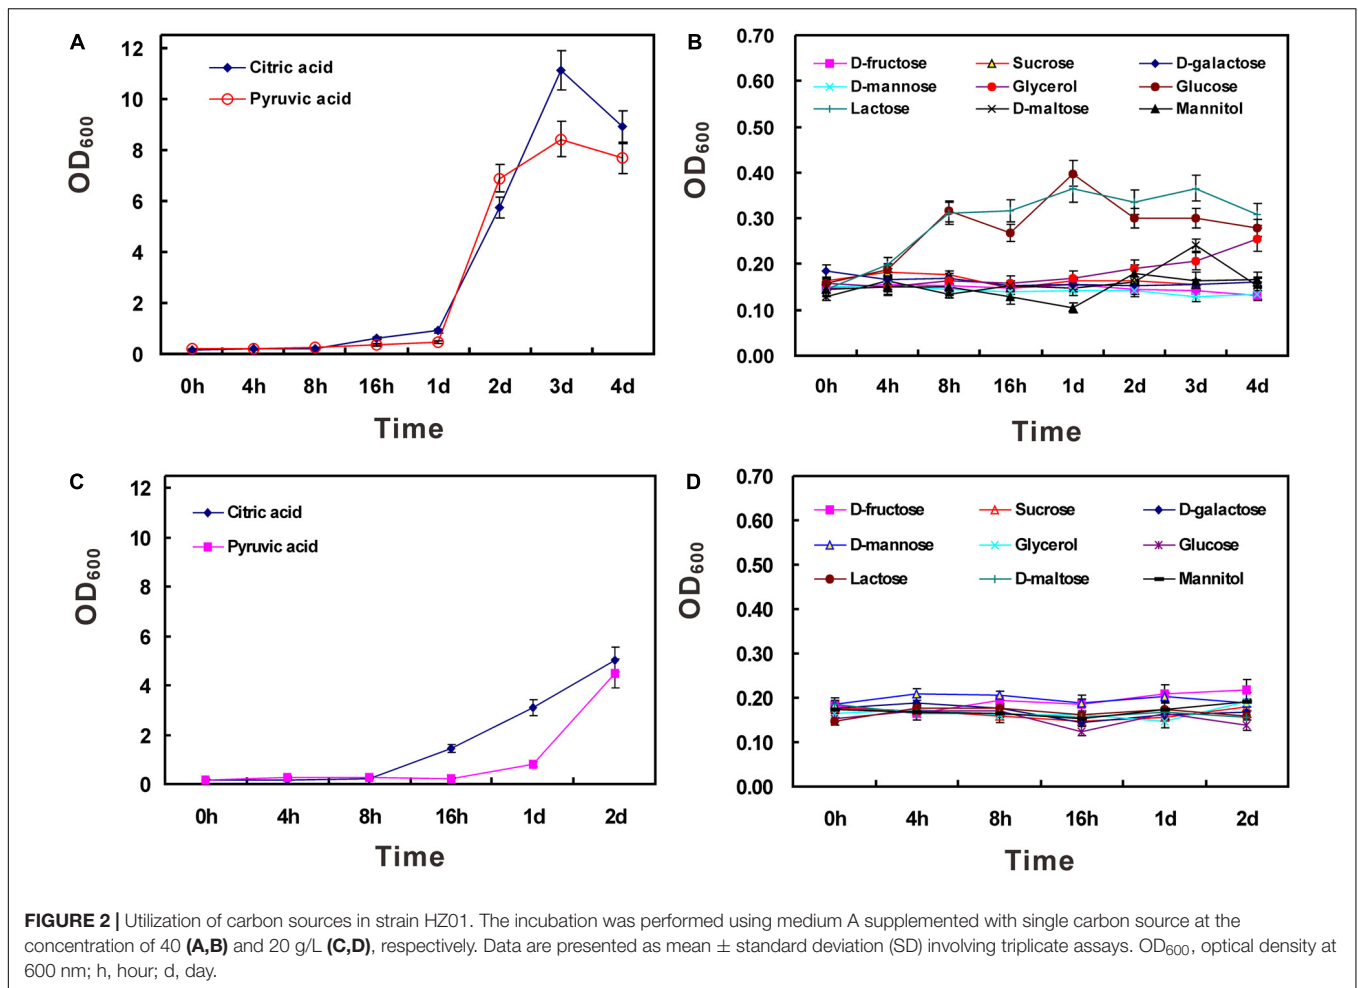 A
12
10
8
6
4
2
0
OD600
Citric acid
Pyruvic acid
0h 4h 8h 16h 1d 2d 3d 4d
Time
B
0.70
0.60
0.50
0.40
0.30
0.20
0.10
0.00
OD600
D-fructose Sucrose D-galactose
D-mannose Glycerol Glucose
Lactose D-maltose Mannitol
0h 4h 8h 16h 1d 2d 3d 4d
Time
C
12
10
8
6
4
2
0
OD600
Citric acid
Pyruvic acid
0h 4h 8h 16h 1d 2d
Time
D
0.70
0.60
0.50
0.40
0.30
0.20
0.10
0.00
OD600
D-fructose Sucrose D-galactose
D-mannose Glycerol Glucose
Lactose D-maltose Mannitol
0h 4h 8h 16h 1d 2d
Time
FIGURE 2 | Utilization of carbon sources in strain HZ01. The incubation was performed using medium A supplemented with single carbon source at the
concentration of 40 (A,B) and 20 g/L (C,D), respectively. Data are presented as mean ± standard deviation (SD) involving triplicate assays. OD600, optical density at
600 nm; h, hour; d, day.